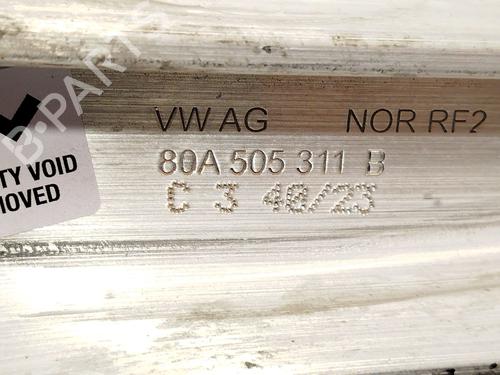 B-PARTS
VW AG NOR RF2
80A 505 311 B
C 3 40/23
TY VOID
MOVED